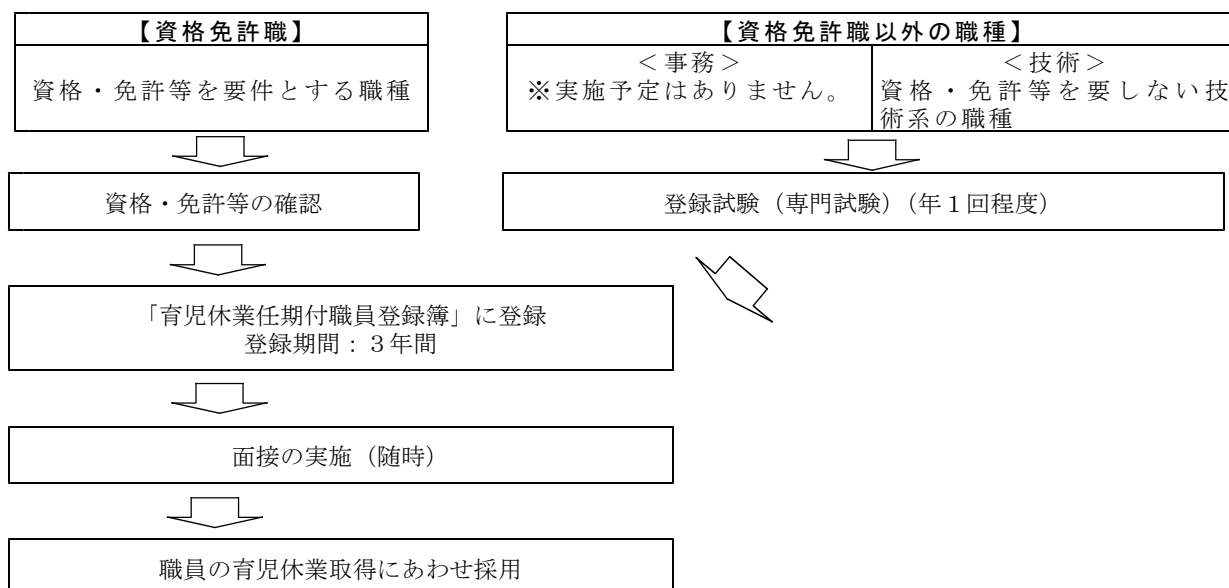 【資格免許職】
資格・免許等を要件とする職種
【資格免許職以外の職種】
＜事務＞
※実施予定はありません。
＜技術＞
資格・免許等を要しない技
術系の職種
資格・免許等の確認
登録試験（専門試験）（年１回程度）
「育児休業任期付職員登録簿」に登録
登録期間：３年間
面接の実施（随時）
職員の育児休業取得にあわせ採用